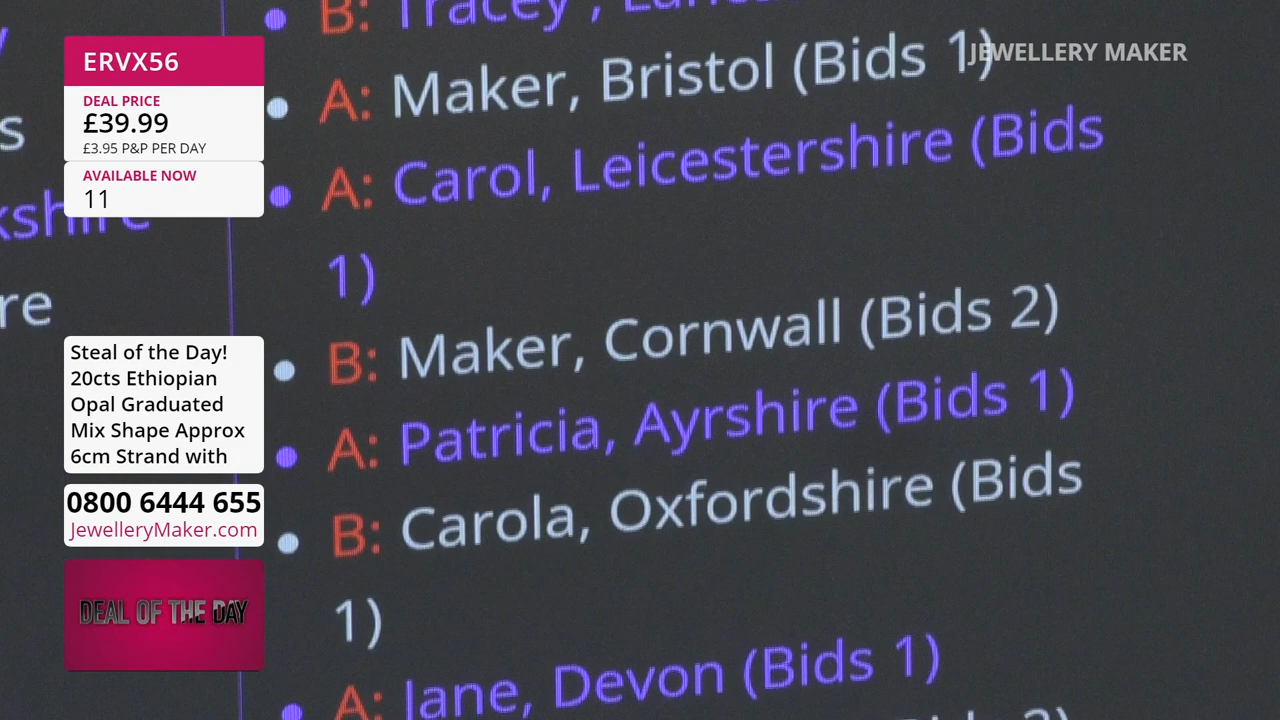 ERVX56
DEAL PRICE
£39.99
£3.95 P&P PER DAY
AVAILABLE NOW
11
Steal of the Day!
20cts Ethiopian
Opal Graduated
Mix Shape Approx
6cm Strand with
0800 6444 655
JewelleryMaker.com
DEAL OF THE DAY
JEWELLERY MAKER
B: Tracey ,
A: Maker, Bristol (Bids 1)
A: Carol, Leicestershire (Bids
1)
B: Maker, Cornwall (Bids 2)
A: Patricia, Ayrshire (Bids 1)
B: Carola, Oxfordshire (Bids
1)
A: Jane, Devon (Bids 1)